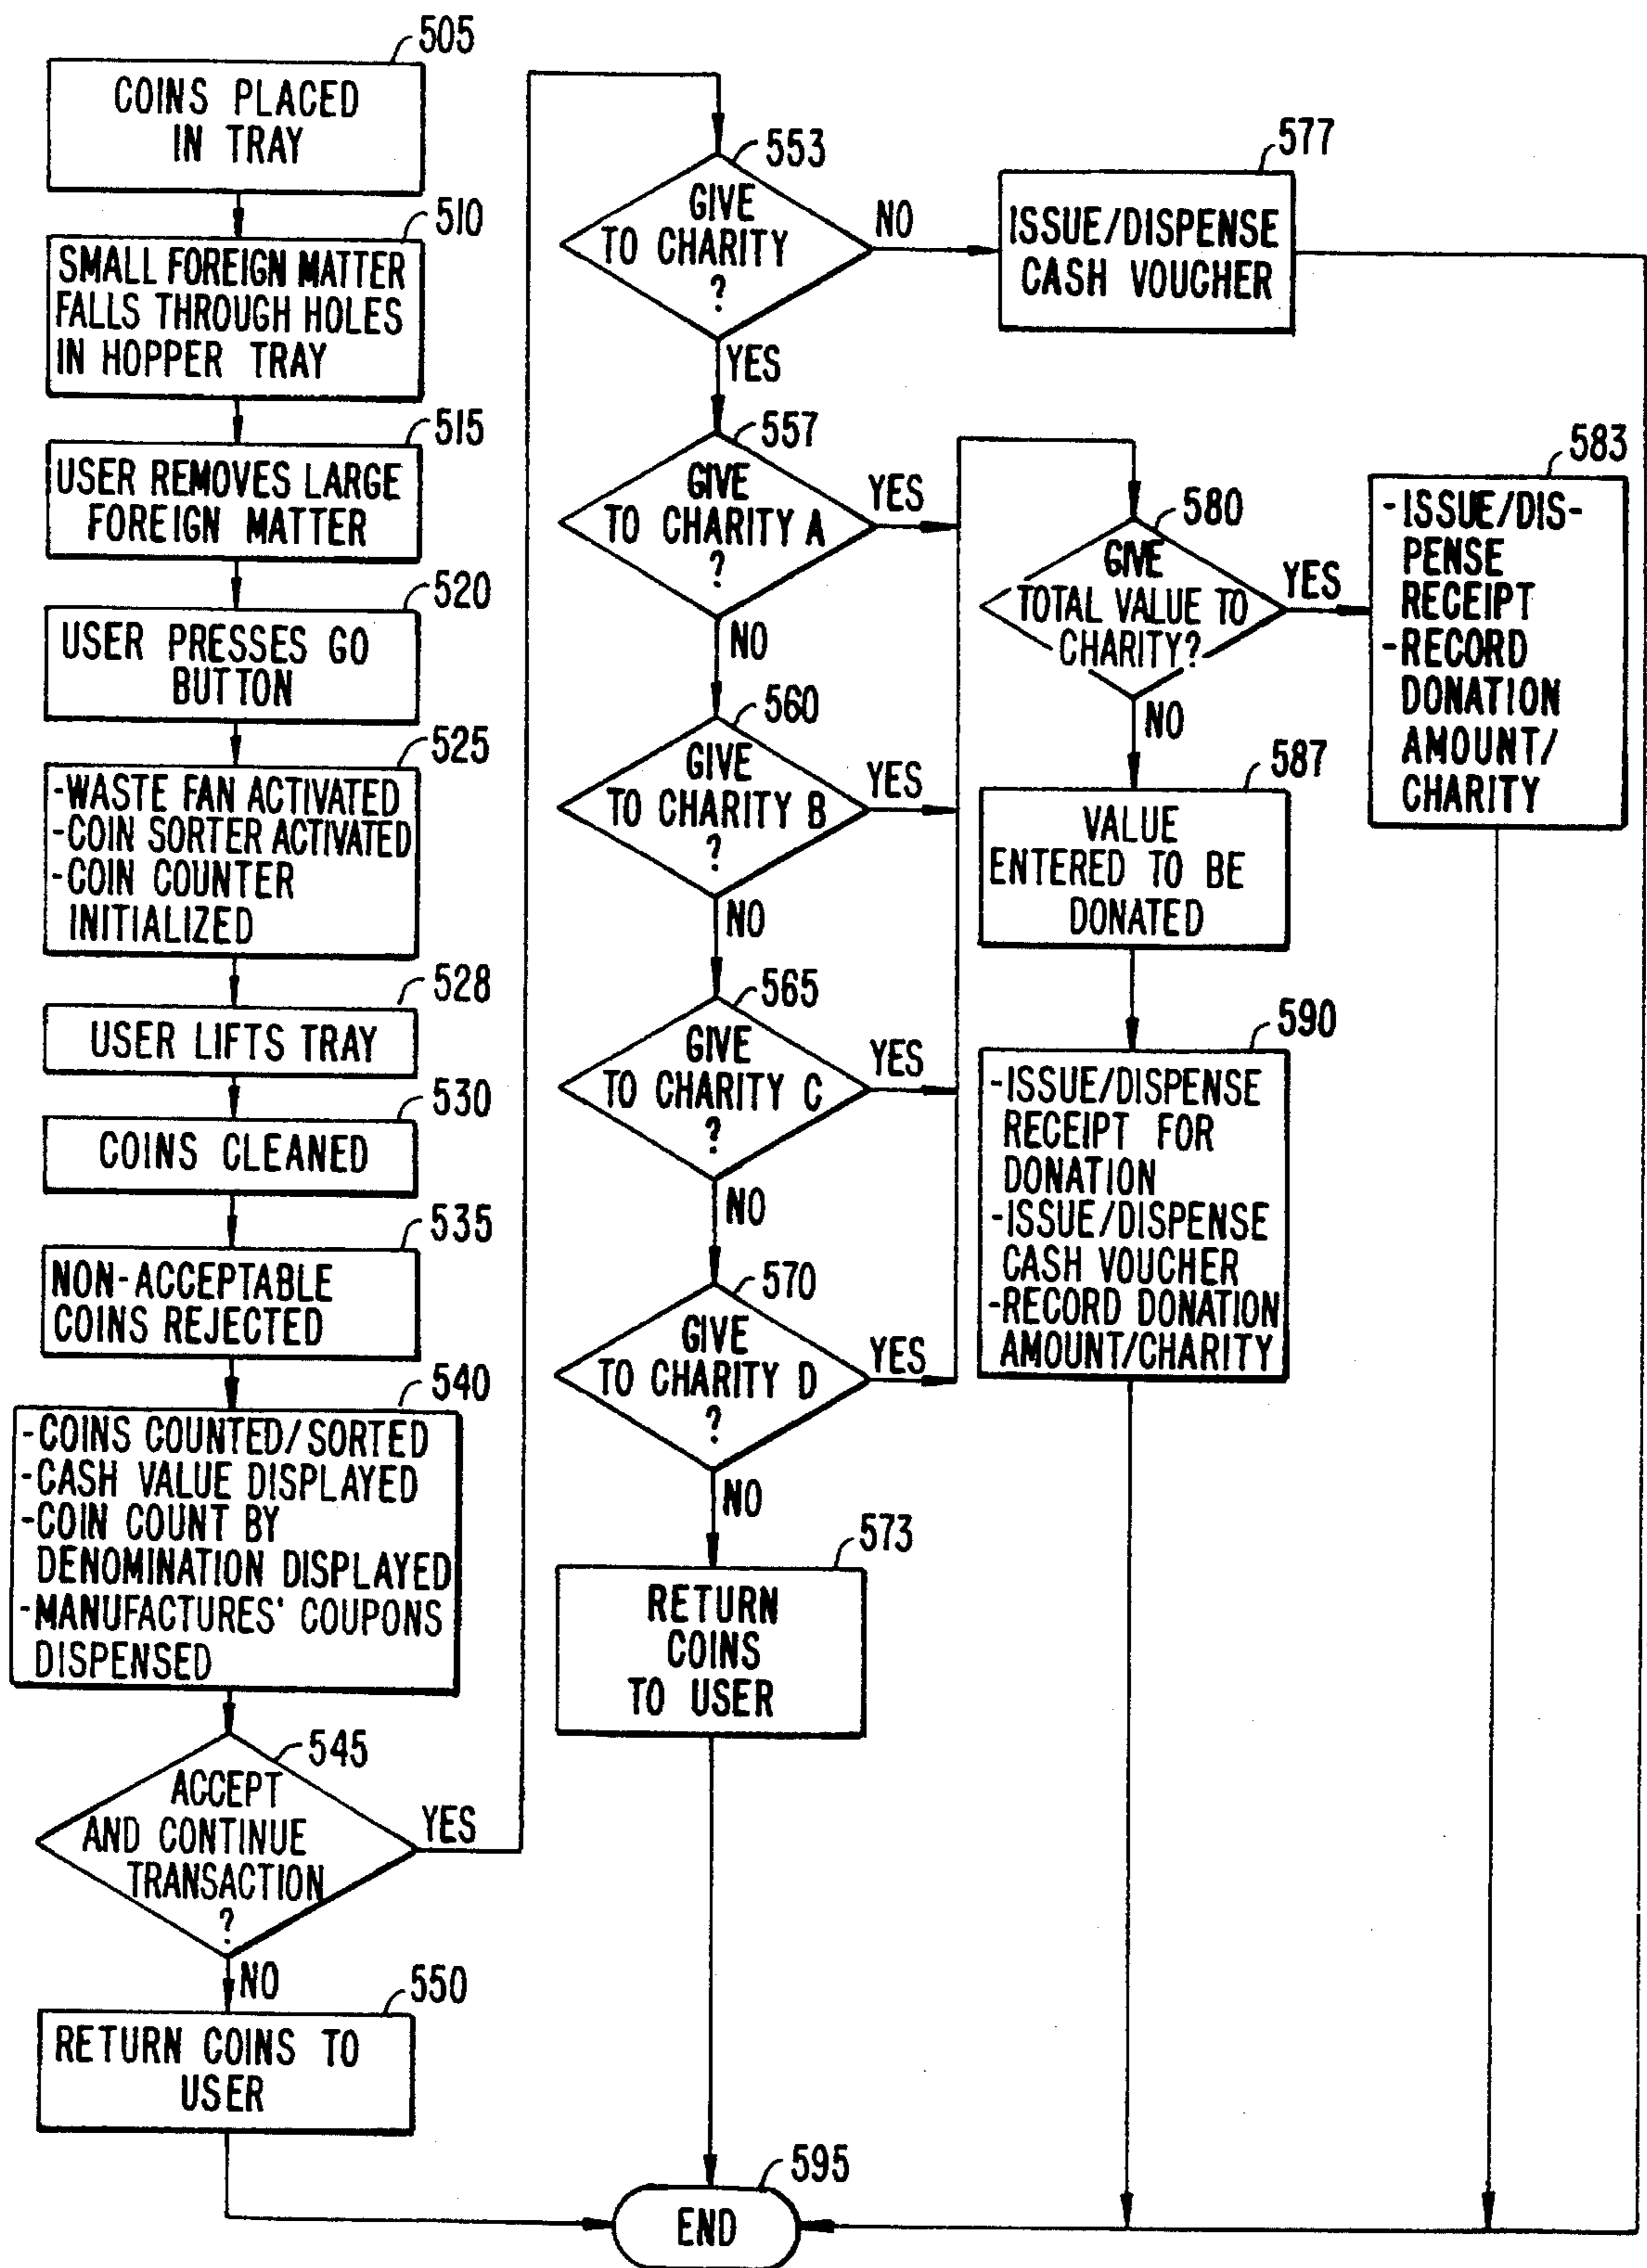 505
COINS PLACED
IN TRAY
510
SMALL FOREIGN MATTER
FALLS THROUGH HOLES
IN HOPPER TRAY
515
USER REMOVES LARGE
FOREIGN MATTER
520
USER PRESSES GO
BUTTON
525
-WASTE FAN ACTIVATED
-COIN SORTER ACTIVATED
-COIN COUNTER
INITIALIZED
528
USER LIFTS TRAY
530
COINS CLEANED
535
NON-ACCEPTABLE
COINS REJECTED
540
-COINS COUNTED/SORTED
-CASH VALUE DISPLAYED
-COIN COUNT BY
DENOMINATION DISPLAYED
-MANUFACTURES' COUPONS
DISPENSED
545
ACCEPT
AND CONTINUE
TRANSACTION
?
YES
NO
550
RETURN COINS TO
USER
553
GIVE
TO CHARITY
?
NO
YES
577
ISSUE/DISPENSE
CASH VOUCHER
557
GIVE
TO CHARITY A
?
YES
NO
560
GIVE
TO CHARITY B
?
YES
NO
565
GIVE
TO CHARITY C
?
YES
NO
570
GIVE
TO CHARITY D
?
YES
NO
573
RETURN
COINS
TO USER
580
GIVE
TOTAL VALUE TO
CHARITY?
YES
NO
583
-ISSUE/DIS-
PENSE
RECEIPT
-RECORD
DONATION
AMOUNT/
CHARITY
587
VALUE
ENTERED TO BE
DONATED
590
-ISSUE/DISPENSE
RECEIPT FOR
DONATION
-ISSUE/DISPENSE
CASH VOUCHER
-RECORD DONATION
AMOUNT/CHARITY
595
END